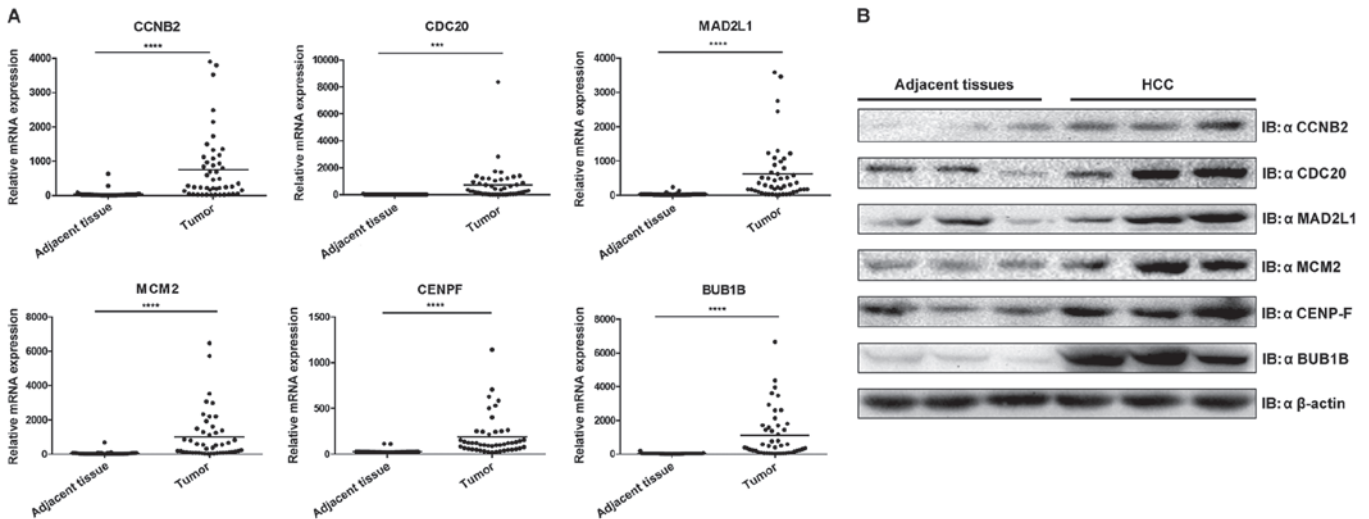 A
CCNB2
****
Relative mRNA expression
4000
3000
2000
1000
0
Adjacent tissue
Tumor
CDC20
***
Relative mRNA expression
10000
8000
6000
4000
2000
0
Adjacent tissue
Tumor
MAD2L1
****
Relative mRNA expression
4000
3000
2000
1000
0
Adjacent tissue
Tumor
MCM2
****
Relative mRNA expression
8000
6000
4000
2000
0
Adjacent tissue
Tumor
CENPF
****
Relative mRNA expression
1500
1000
500
0
Adjacent tissue
Tumor
BUB1B
****
Relative mRNA expression
8000
6000
4000
2000
0
Adjacent tissue
Tumor
B
Adjacent tissues
HCC
IB: α CCNB2
IB: α CDC20
IB: α MAD2L1
IB: α MCM2
IB: α CENP-F
IB: α BUB1B
IB: α β-actin